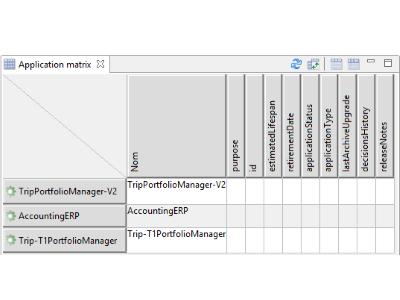 Application matrix
Nom
purpose
id
estimatedLifespan
retirementDate
applicationStatus
applicationType
lastArchiveUpgrade
decisionsHistory
releaseNotes
TripPortfolioManager-V2 TripPortfolioManager-V2
AccountingERP AccountingERP
Trip-T1PortfolioManager Trip-T1PortfolioManager